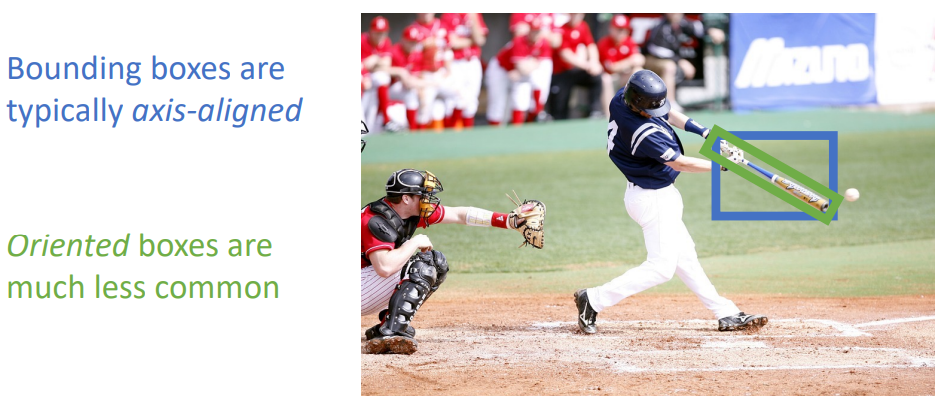 Bounding boxes are
typically axis-aligned
Oriented boxes are
much less common
Mizuno